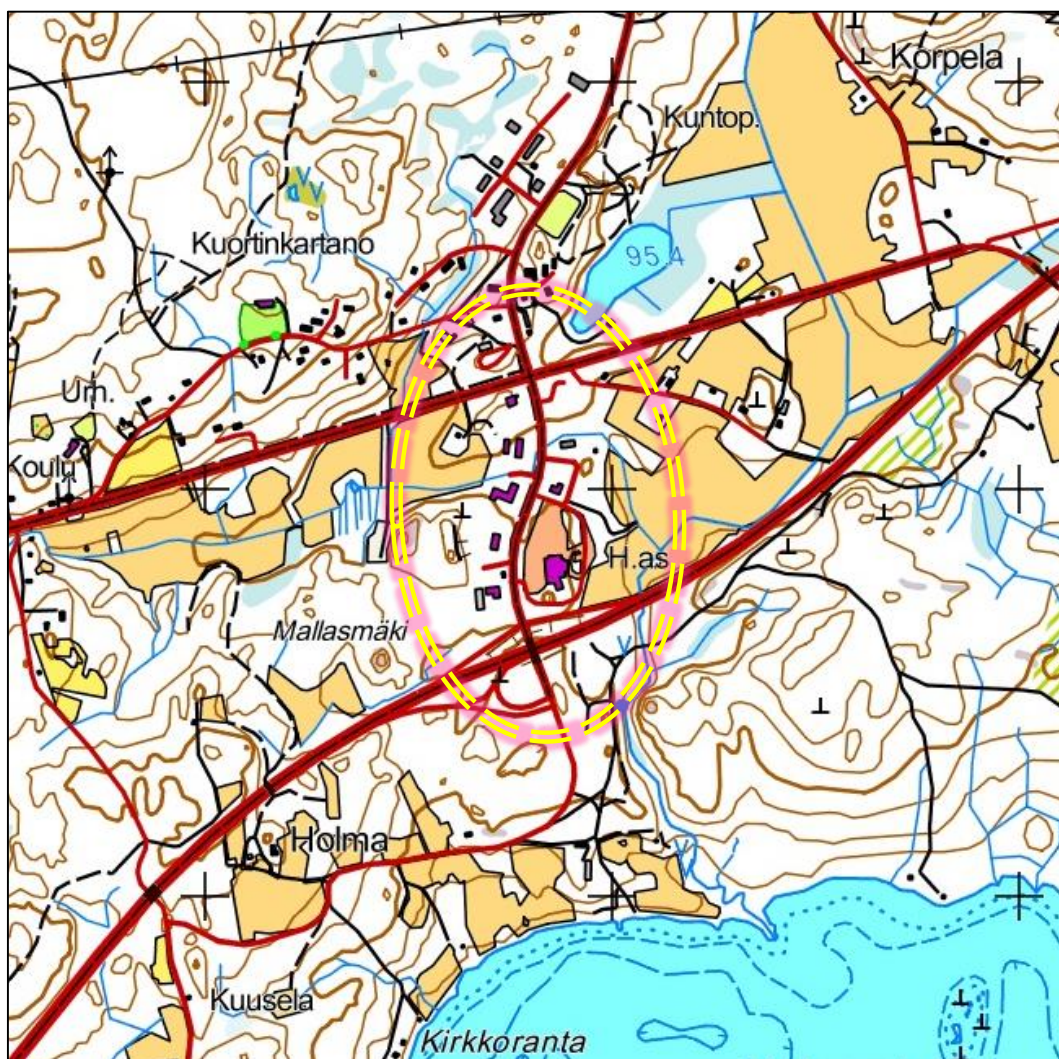 Korpela
Kuntop.
Kuortinkartano
95.4
Urh.
Koulu
H.as
Mallasmäki
Holma
Kuusela
Kirkkoranta